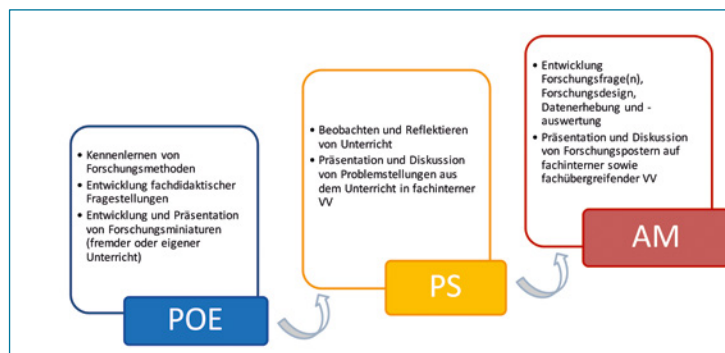 • Kennenlernen von
Forschungsmethoden
• Entwicklung fachdidaktischer
Fragestellungen
• Entwicklung und Präsentation
von Forschungsminiaturen
(fremder oder eigener
Unterricht)
POE
• Beobachten und Reflektieren
von Unterricht
• Präsentation und Diskussion
von Problemstellungen aus
dem Unterricht in fachinterner
VV
PS
• Entwicklung
Forschungsfrage(n),
Forschungsdesign,
Datenerhebung und -
auswertung
• Präsentation und Diskussion
von Forschungspostern auf
fachinterner sowie
fachübergreifender VV
AM